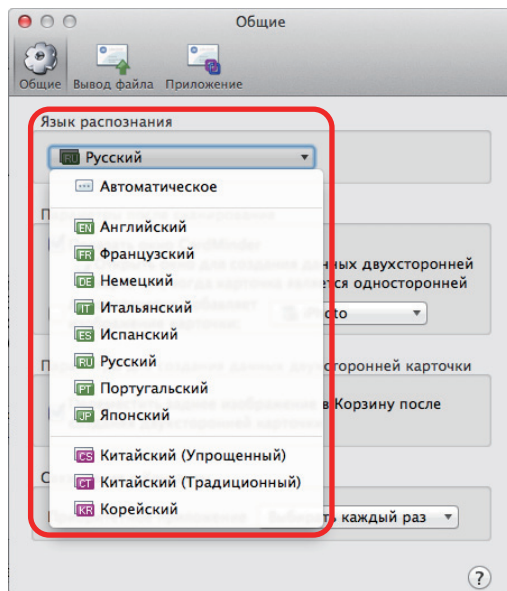 Общие
Общие Вывод файла Приложение
Язык распознания
RU Русский
Автоматическое
EN Английский
FR Французский
DE Немецкий
IT Итальянский
ES Испанский
RU Русский
PT Португальский
JP Японский
CS Китайский (Упрощенный)
CT Китайский (Традиционный)
KR Корейский
двухсторонней
является односторонней
сторонней карточки
в Корзину после
каждый раз
?